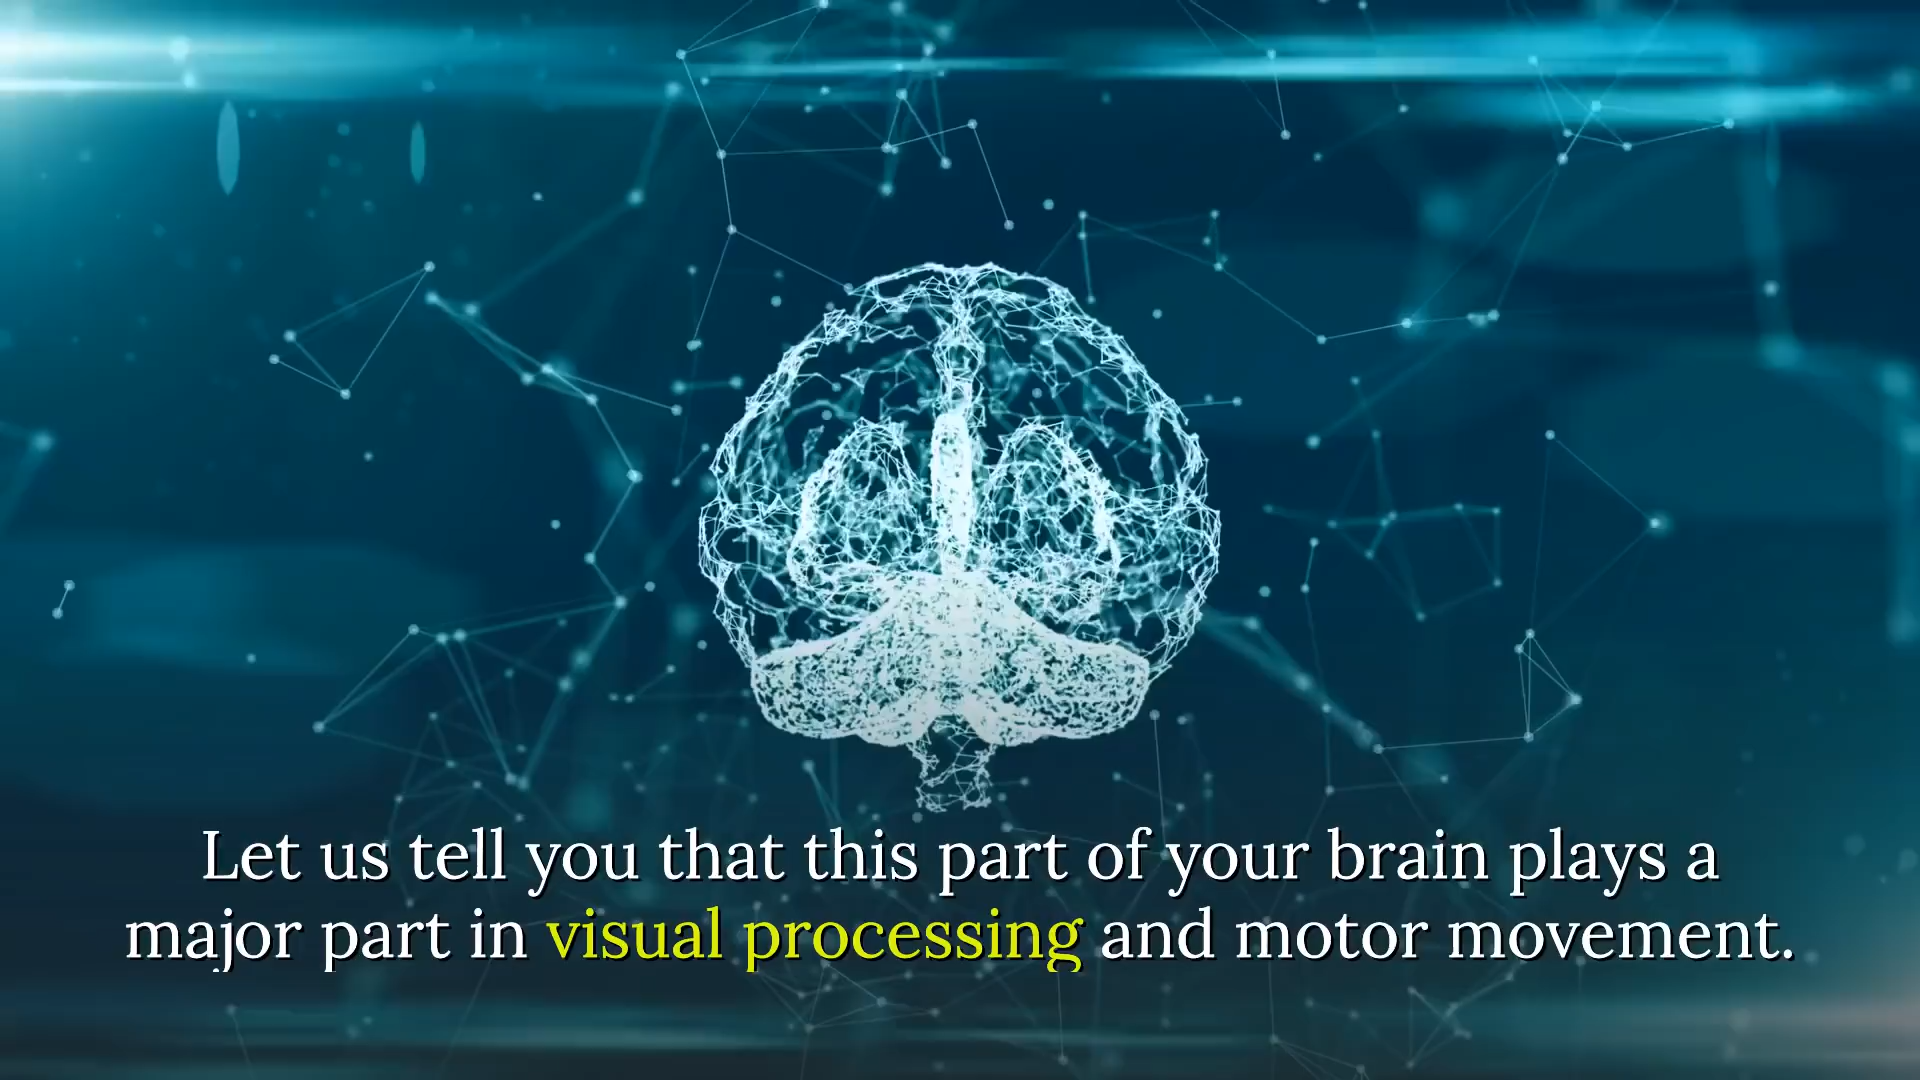 Let us tell you that this part of your brain plays a
major part in visual processing and motor movement.